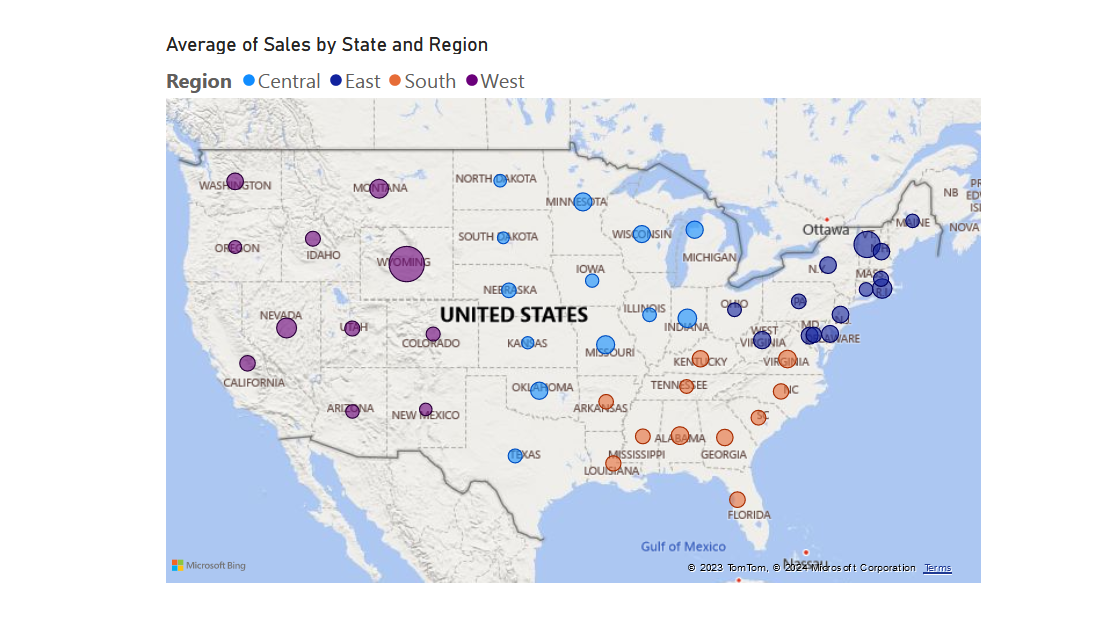 Average of Sales by State and Region
Region Central East South West
WASHINGTON
MONTANA
NORTH DAKOTA
MINNESOTA
NB
PR
ED
ISL
MAINE
NOVA
OREGON
IDAHO
SOUTH DAKOTA
WISCONSIN
Ottawa
VT
NH
WYOMING
MICHIGAN
IOWA
N.Y.
MASS
NEBRASKA
R.I.
NEVADA
UNITED STATES
ILLINOIS
OHIO
PA
N.J.
UTAH
COLORADO
KANSAS
INDIANA
WEST
VIRGINIA
MD
DELAWARE
MISSOURI
CALIFORNIA
KENTUCKY
VIRGINIA
OKLAHOMA
TENNESSEE
NC
ARIZONA
NEW MEXICO
ARKANSAS
SC
ALABAMA
TEXAS
MISSISSIPPI
GEORGIA
LOUISIANA
FLORIDA
Gulf of Mexico
Nassau
Microsoft Bing
© 2023 TomTom, © 2024 Microsoft Corporation Terms